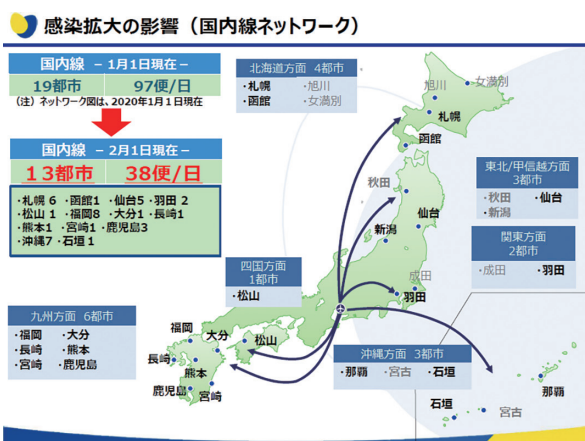 感染拡大の影響（国内線ネットワーク）
国内線 － 1月1日現在－
19都市 97便/日
(注) ネットワーク図は、2020年1月1日現在
国内線 －2月1日現在－
13都市 38便/日
・札幌 6 ・函館1 ・仙台5 ・羽田 2
・松山 1 ・福岡8 ・大分1 ・長崎1
・熊本1 ・宮崎1 ・鹿児島3
・沖縄7 ・石垣 1
北海道方面 4都市
・札幌 ・旭川
・函館 ・女満別
旭川
女満別
札幌
函館
東北/甲信越方面
3都市
・秋田 ・仙台
・新潟
秋田
仙台
新潟
関東方面
2都市
・成田 ・羽田
成田
羽田
四国方面
1都市
・松山
九州方面 6都市
・福岡 ・大分
・長崎 ・熊本
・宮崎 ・鹿児島
福岡
大分
松山
長崎
熊本
鹿児島
宮崎
沖縄方面 3都市
・那覇 ・宮古 ・石垣
那覇
石垣
宮古